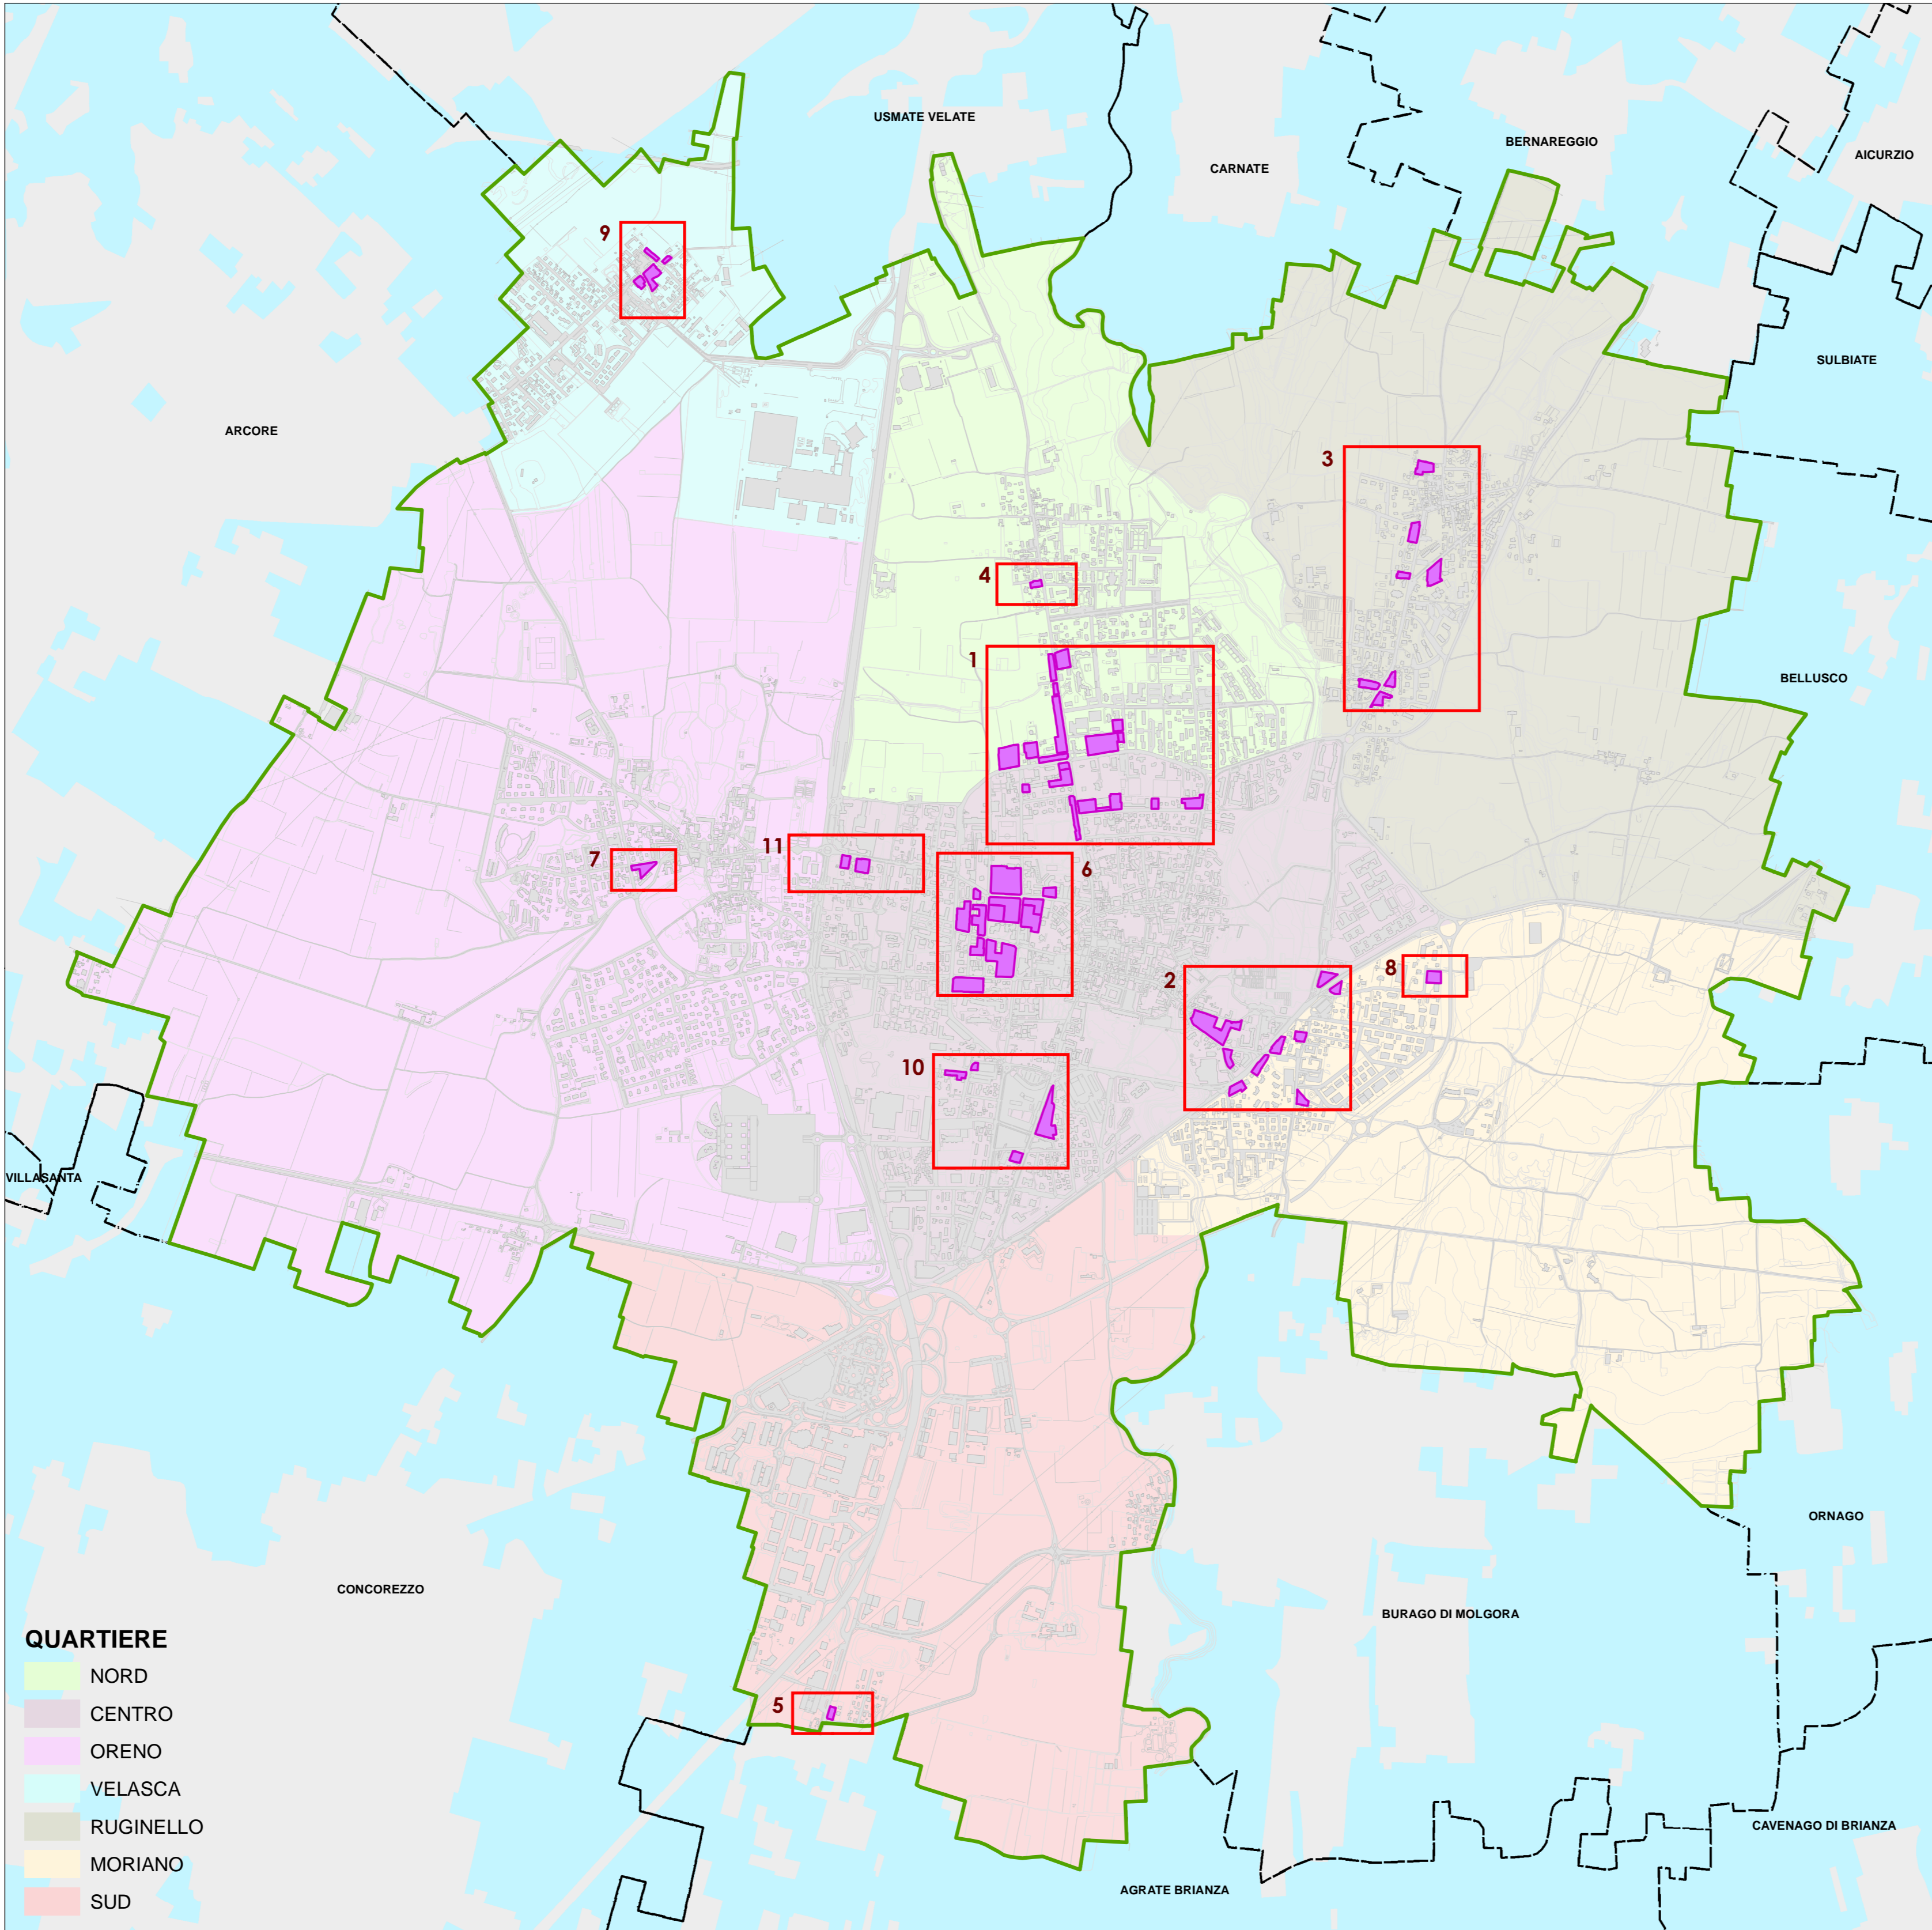 USMATE VELATE
BERNAREGGIO
AICURZIO
CARNATE
9
SULBIATE
ARCORE
3
4
1
BELLUSCO
11
7
6
8
2
10
VILLASANTA
ORNAGO
CONCOREZZO
BURAGO DI MOLGORA
5
CAVENAGO DI BRIANZA
AGRATE BRIANZA
QUARTIERE
NORD
CENTRO
ORENO
VELASCA
RUGINELLO
MORIANO
SUD